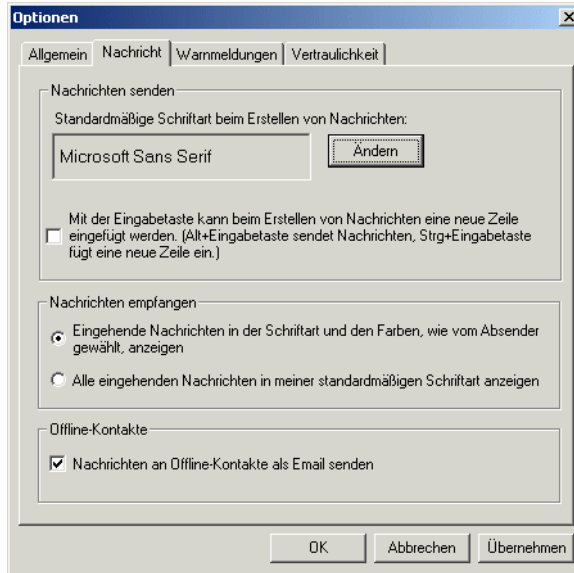 Optionen
Allgemein Nachricht Warnmeldungen Vertraulichkeit
Nachrichten senden
Standardmäßige Schriftart beim Erstellen von Nachrichten:
Microsoft Sans Serif
Ändern
Mit der Eingabetaste kann beim Erstellen von Nachrichten eine neue Zeile
eingefügt werden. (Alt+Eingabetaste sendet Nachrichten, Strg+Eingabetaste
fügt eine neue Zeile ein.)
Nachrichten empfangen
Eingehende Nachrichten in der Schriftart und den Farben, wie vom Absender
gewählt, anzeigen
Alle eingehenden Nachrichten in meiner standardmäßigen Schriftart anzeigen
Offline-Kontakte
Nachrichten an Offline-Kontakte als Email senden
OK Abbrechen Übernehmen